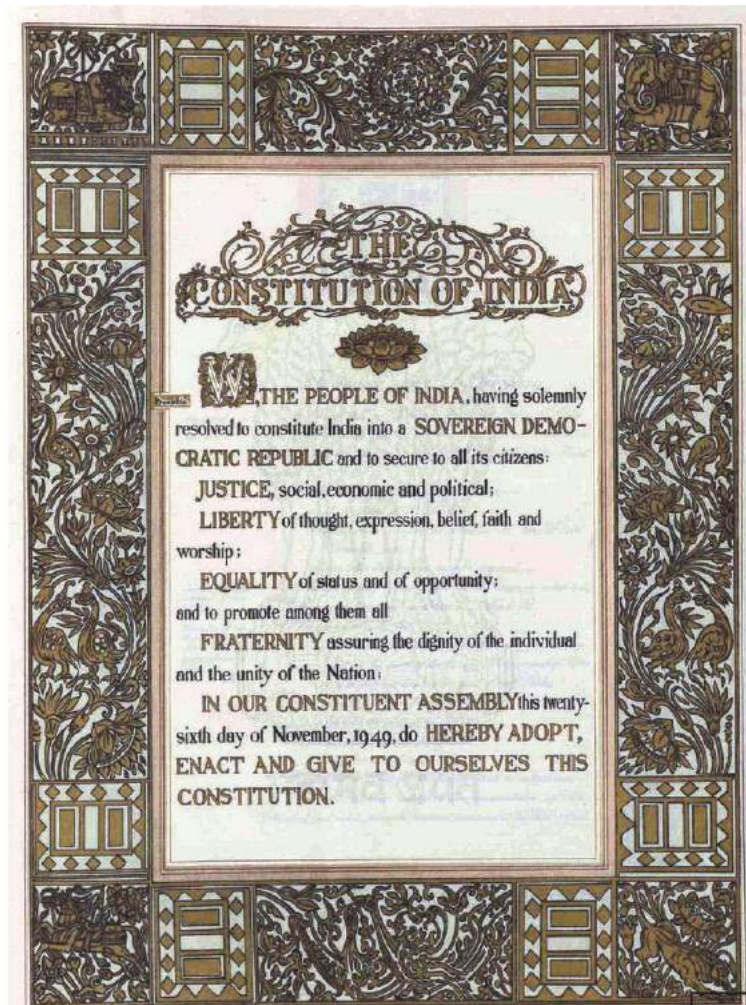 THE
CONSTITUTION OF INDIA
WE, THE PEOPLE OF INDIA, having solemnly
resolved to constitute India into a SOVEREIGN DEMO-
CRATIC REPUBLIC and to secure to all its citizens:
JUSTICE, social, economic and political;
LIBERTY of thought, expression, belief, faith and
worship;
EQUALITY of status and of opportunity;
and to promote among them all
FRATERNITY assuring the dignity of the individual
and the unity of the Nation;
IN OUR CONSTITUENT ASSEMBLY this twenty-
sixth day of November, 1949, do HEREBY ADOPT,
ENACT AND GIVE TO OURSELVES THIS
CONSTITUTION.